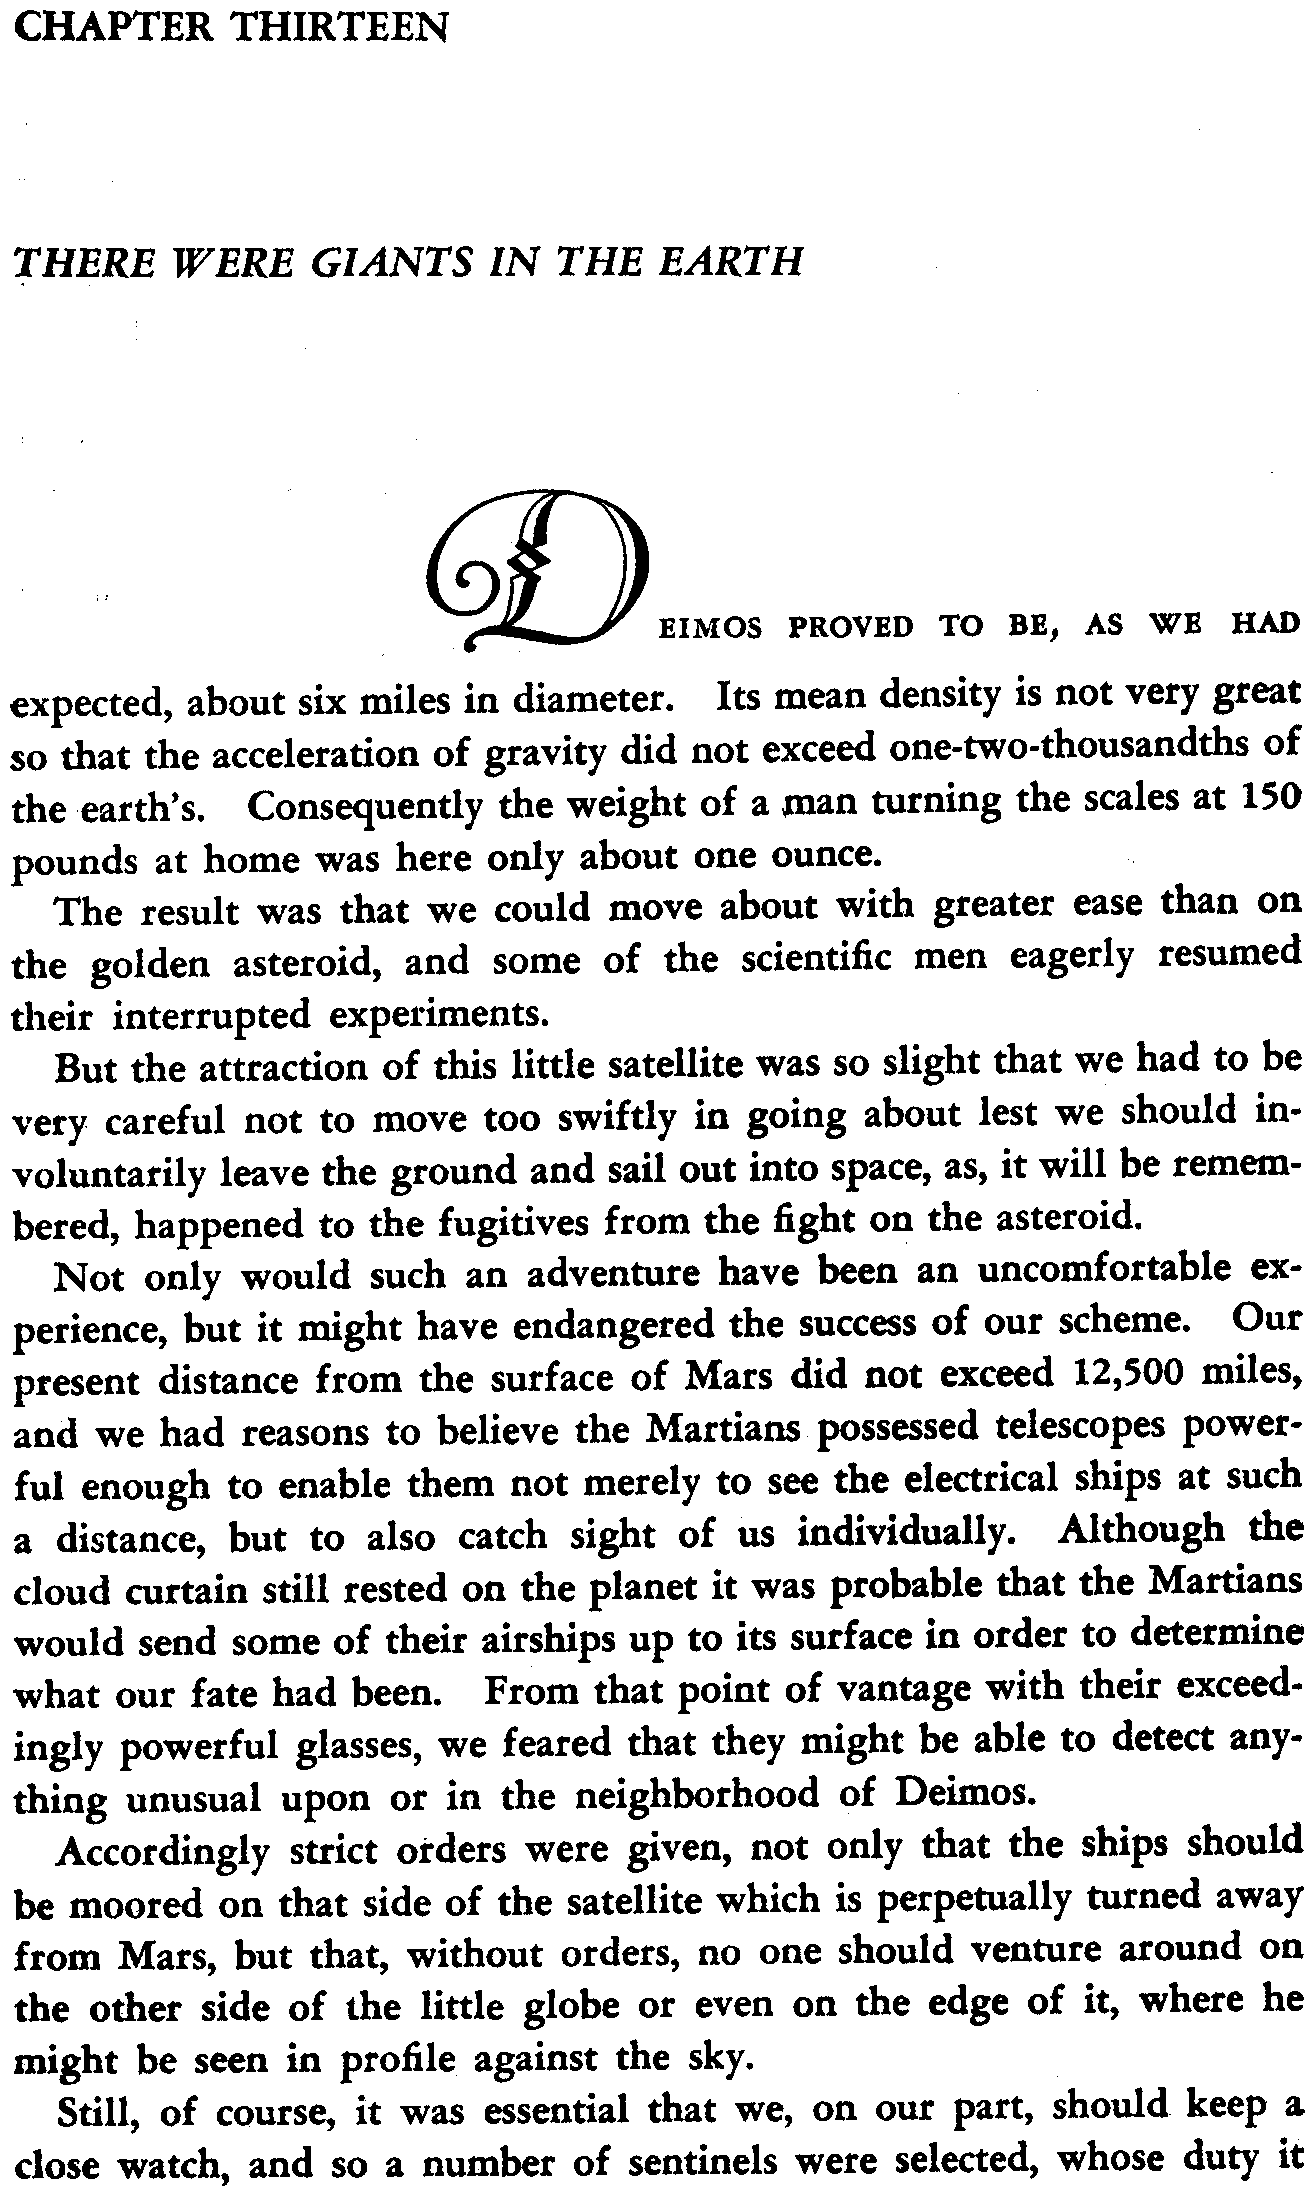 CHAPTER THIRTEEN
THERE WERE GIANTS IN THE EARTH
DEIMOS PROVED TO BE, AS WE HAD
expected, about six miles in diameter. Its mean density is not very great
so that the acceleration of gravity did not exceed one-two-thousandths of
the earth's. Consequently the weight of a man turning the scales at 150
pounds at home was here only about one ounce.
The result was that we could move about with greater ease than on
the golden asteroid, and some of the scientific men eagerly resumed
their interrupted experiments.
But the attraction of this little satellite was so slight that we had to be
very careful not to move too swiftly in going about lest we should in-
voluntarily leave the ground and sail out into space, as, it will be remem-
bered, happened to the fugitives from the fight on the asteroid.
Not only would such an adventure have been an uncomfortable ex-
perience, but it might have endangered the success of our scheme. Our
present distance from the surface of Mars did not exceed 12,500 miles,
and we had reasons to believe the Martians possessed telescopes power-
ful enough to enable them not merely to see the electrical ships at such
a distance, but to also catch sight of us individually. Although the
cloud curtain still rested on the planet it was probable that the Martians
would send some of their airships up to its surface in order to determine
what our fate had been. From that point of vantage with their exceed-
ingly powerful glasses, we feared that they might be able to detect any-
thing unusual upon or in the neighborhood of Deimos.
Accordingly strict orders were given, not only that the ships should
be moored on that side of the satellite which is perpetually turned away
from Mars, but that, without orders, no one should venture around on
the other side of the little globe or even on the edge of it, where he
might be seen in profile against the sky.
Still, of course, it was essential that we, on our part, should keep a
close watch, and so a number of sentinels were selected, whose duty it